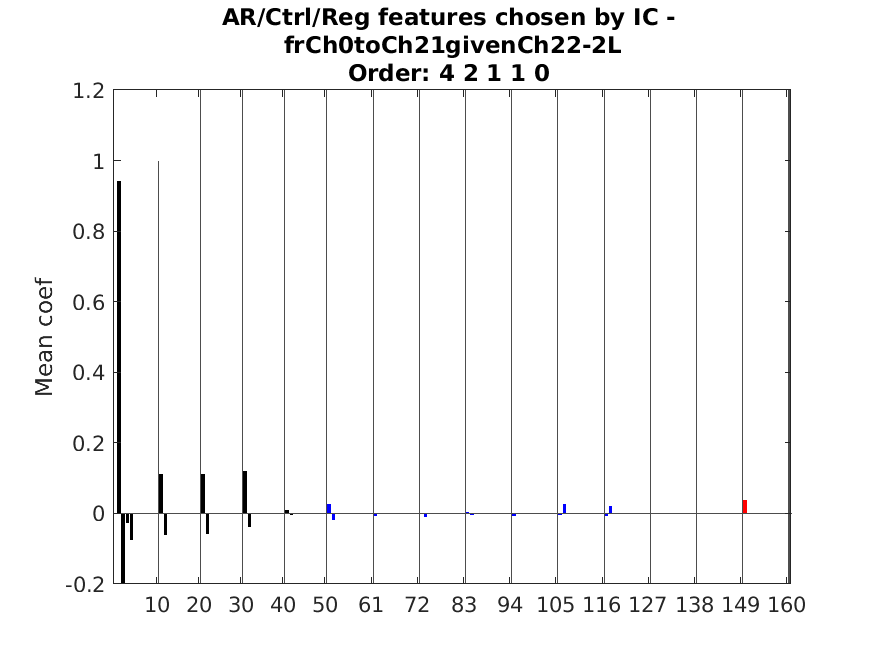 AR/Ctrl/Reg features chosen by IC -
frCh0toCh21givenCh22-2L
Order: 4 2 1 1 0
1.2
1
0.8
0.6
0.4
0.2
0
-0.2
Mean coef
10 20 30 40 50 61 72 83 94 105 116 127 138 149 160